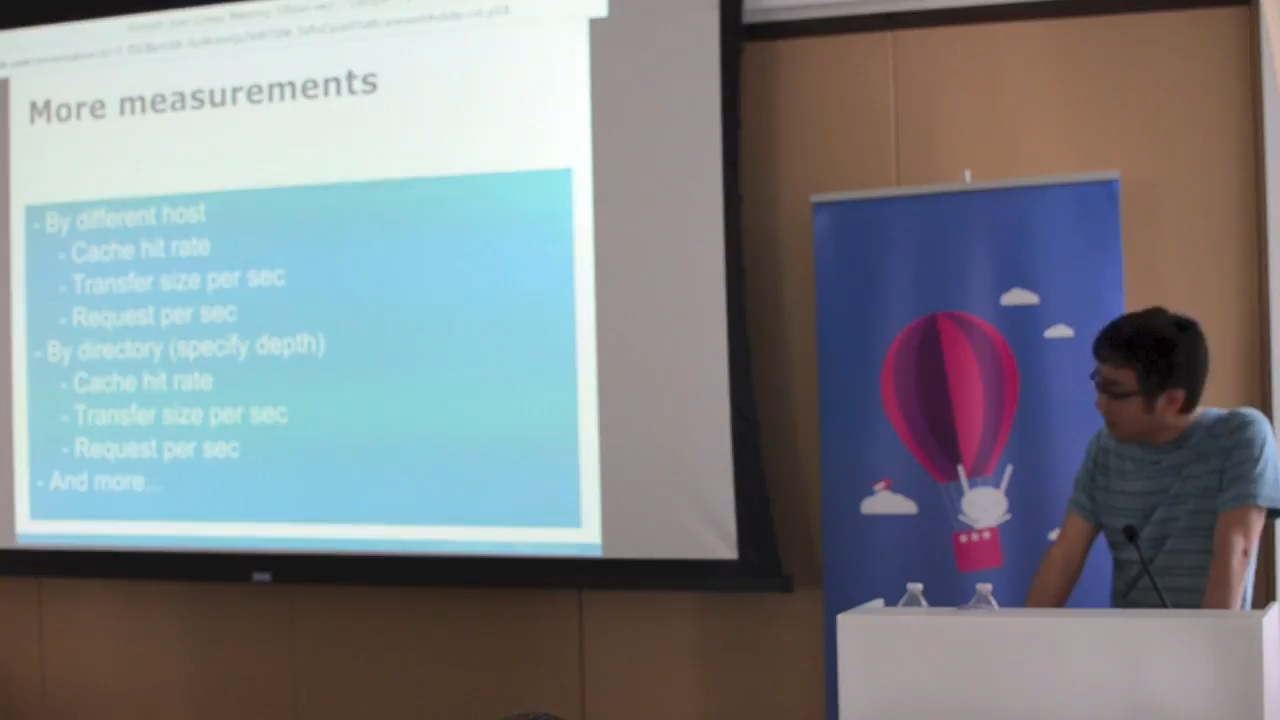 More measurements
- By different host
- Cache hit rate
- Transfer size per sec
- Request per sec
- By directory (specify depth)
- Cache hit rate
- Transfer size per sec
- Request per sec
- And more...